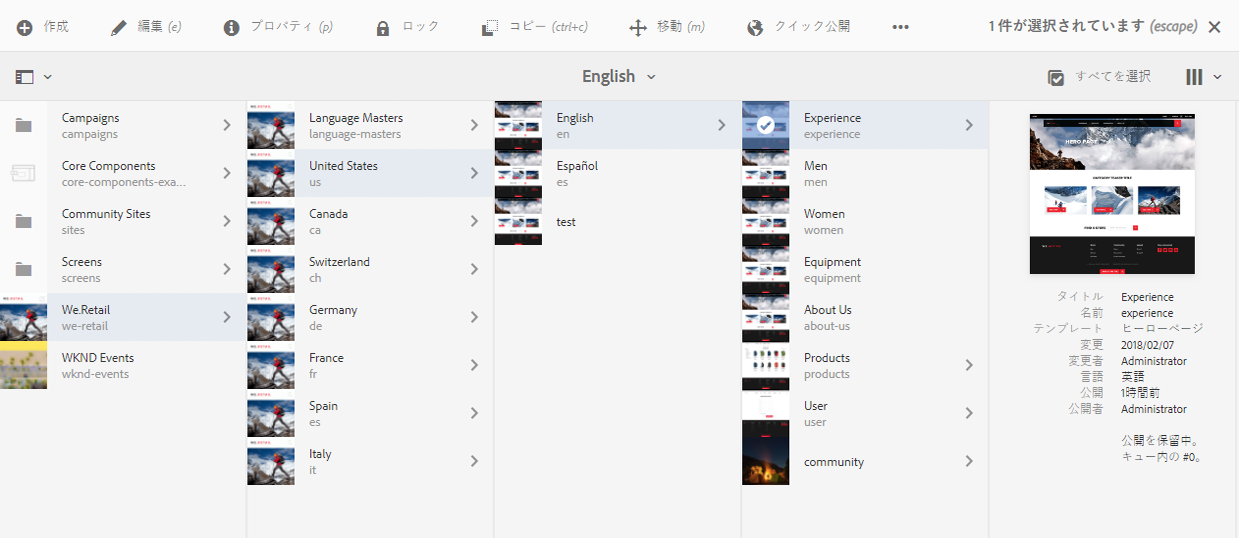 作成
編集 (e)
プロパティ (p)
ロック
コピー (ctrl+c)
移動 (m)
クイック公開
1 件が選択されています (escape)
English
すべてを選択
Campaigns
campaigns
Core Components
core-components-exa...
Community Sites
sites
Screens
screens
We.Retail
we-retail
WKND Events
wknd-events
Language Masters
language-masters
United States
us
Canada
ca
Switzerland
ch
Germany
de
France
fr
Spain
es
Italy
it
English
en
Español
es
test
Experience
experience
Men
men
Women
women
Equipment
equipment
About Us
about-us
Products
products
User
user
community
HERO PAGE
CATEGORY TEASER TITLE
タイトル Experience
名前 experience
テンプレート ヒーローページ
変更 2018/02/07
変更者 Administrator
言語 英語
公開 1時間前
公開者 Administrator
公開を保留中。
キュー内の #0。